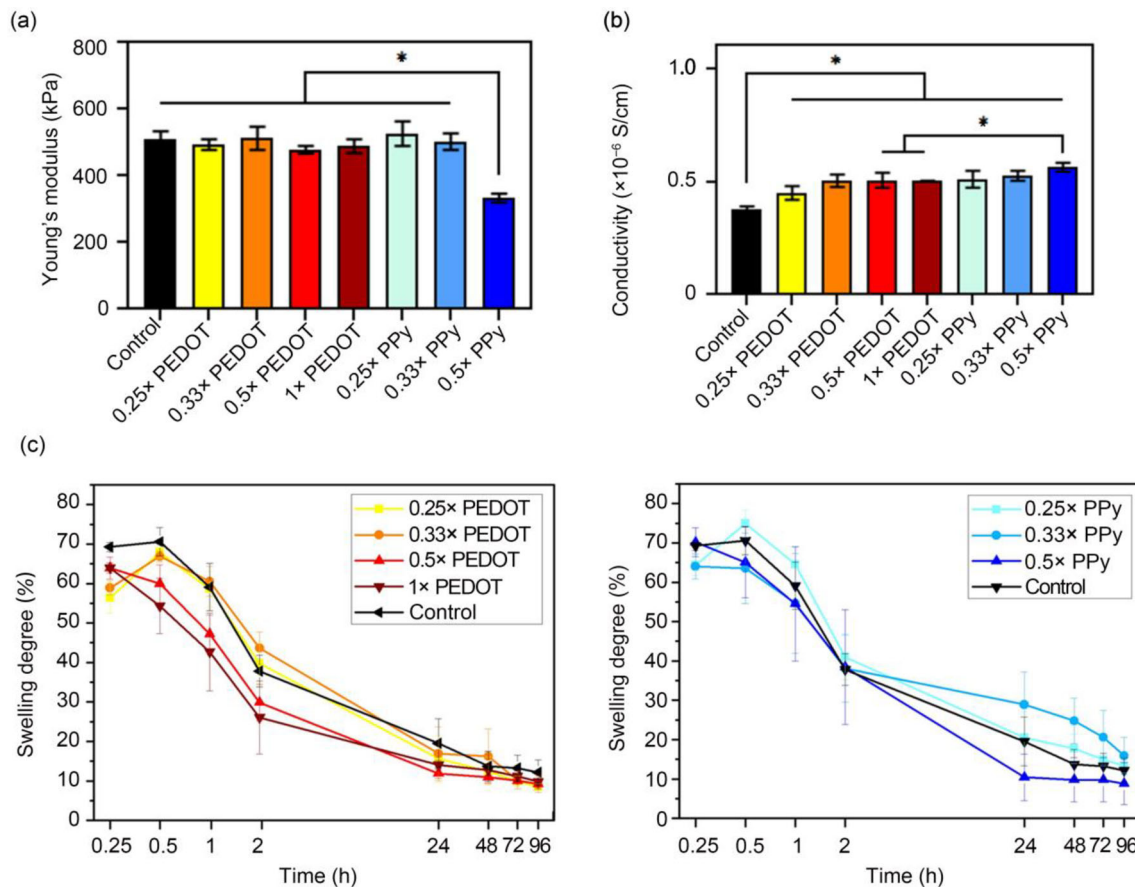 (a)
Young's modulus (kPa)
800
600
400
200
0
*
Control
0.25× PEDOT
0.33× PEDOT
0.5× PEDOT
1× PEDOT
0.25× PPy
0.33× PPy
0.5× PPy
(b)
Conductivity (×10⁻⁶ S/cm)
1.0
0.5
0
*
*
Control
0.25× PEDOT
0.33× PEDOT
0.5× PEDOT
1× PEDOT
0.25× PPy
0.33× PPy
0.5× PPy
(c)
Swelling degree (%)
80
70
60
50
40
30
20
10
0
0.25× PEDOT
0.33× PEDOT
0.5× PEDOT
1× PEDOT
Control
0.25 0.5 1 2 24 48 72 96
Time (h)
Swelling degree (%)
80
70
60
50
40
30
20
10
0
0.25× PPy
0.33× PPy
0.5× PPy
Control
0.25 0.5 1 2 24 48 72 96
Time (h)